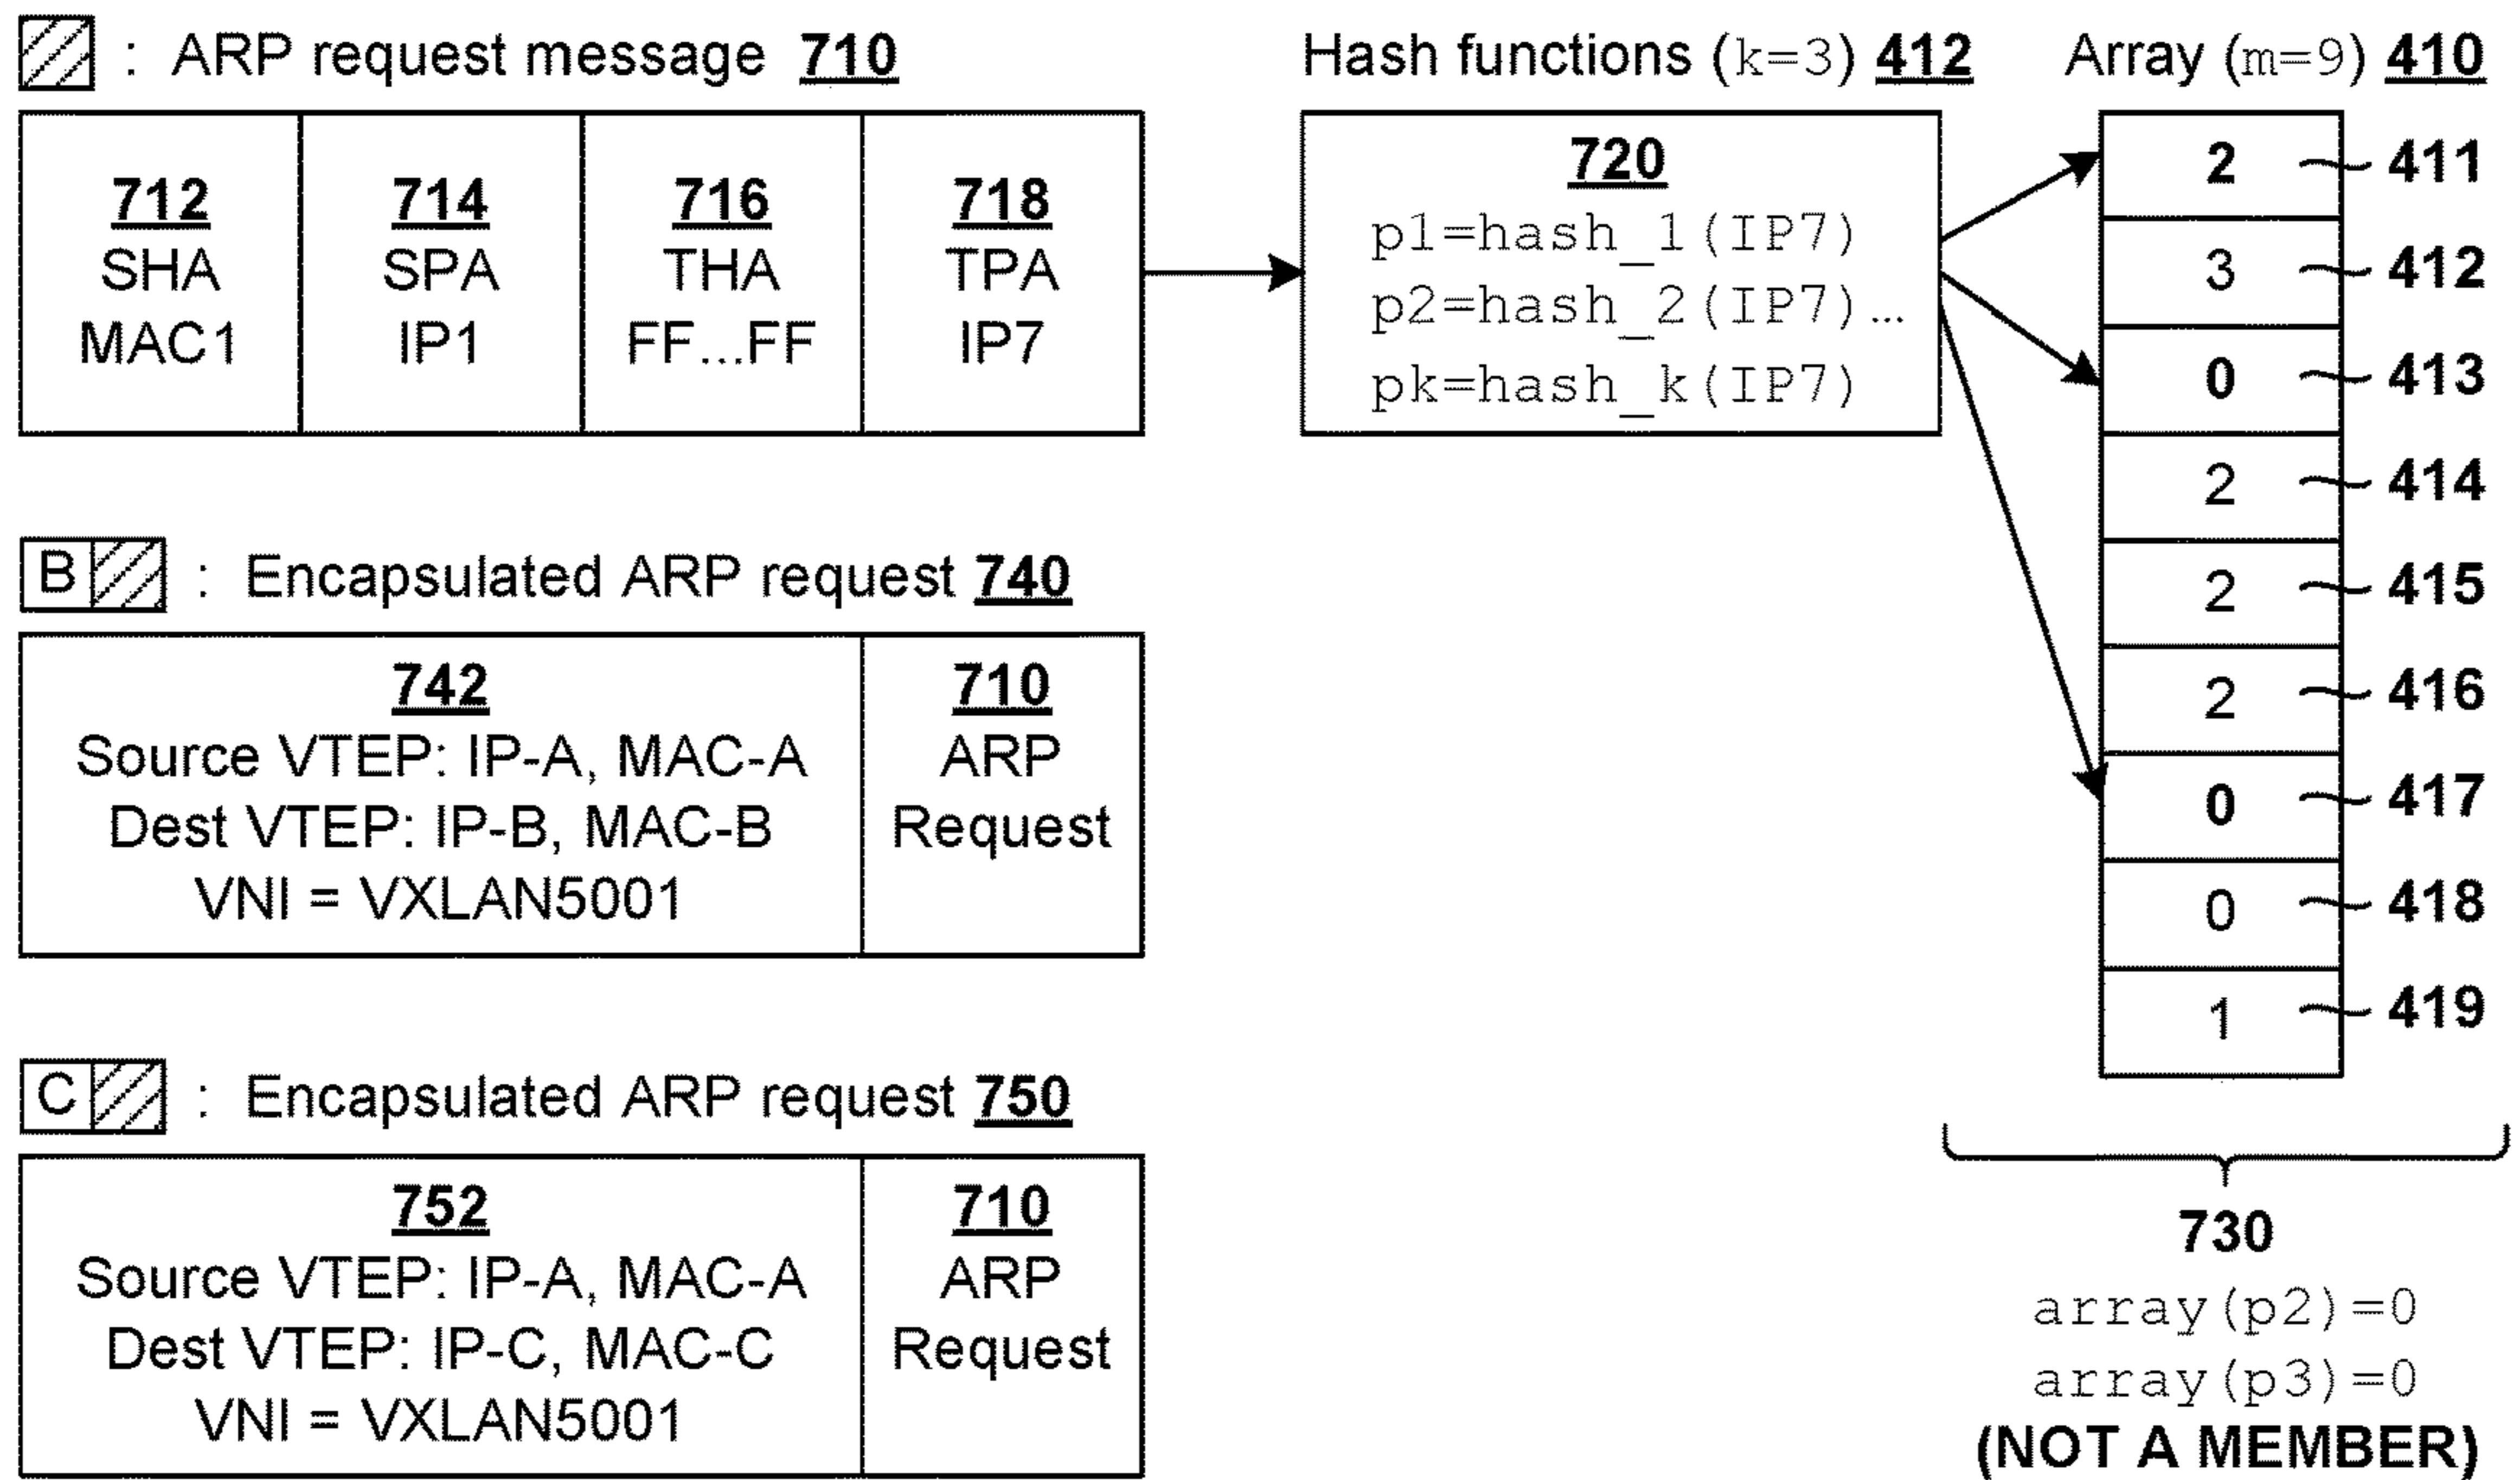 : ARP request message 710
712
SHA
MAC1
714
SPA
IP1
716
THA
FF...FF
718
TPA
IP7
Hash functions (k=3) 412
720
p1=hash_1(IP7)
p2=hash_2(IP7)...
pk=hash_k(IP7)
Array (m=9) 410
2 411
3 412
0 413
2 414
2 415
2 416
0 417
0 418
1 419
730
array(p2)=0
array(p3)=0
(NOT A MEMBER)
B : Encapsulated ARP request 740
742
Source VTEP: IP-A, MAC-A
Dest VTEP: IP-B, MAC-B
VNI = VXLAN5001
710
ARP
Request
C : Encapsulated ARP request 750
752
Source VTEP: IP-A, MAC-A
Dest VTEP: IP-C, MAC-C
VNI = VXLAN5001
710
ARP
Request